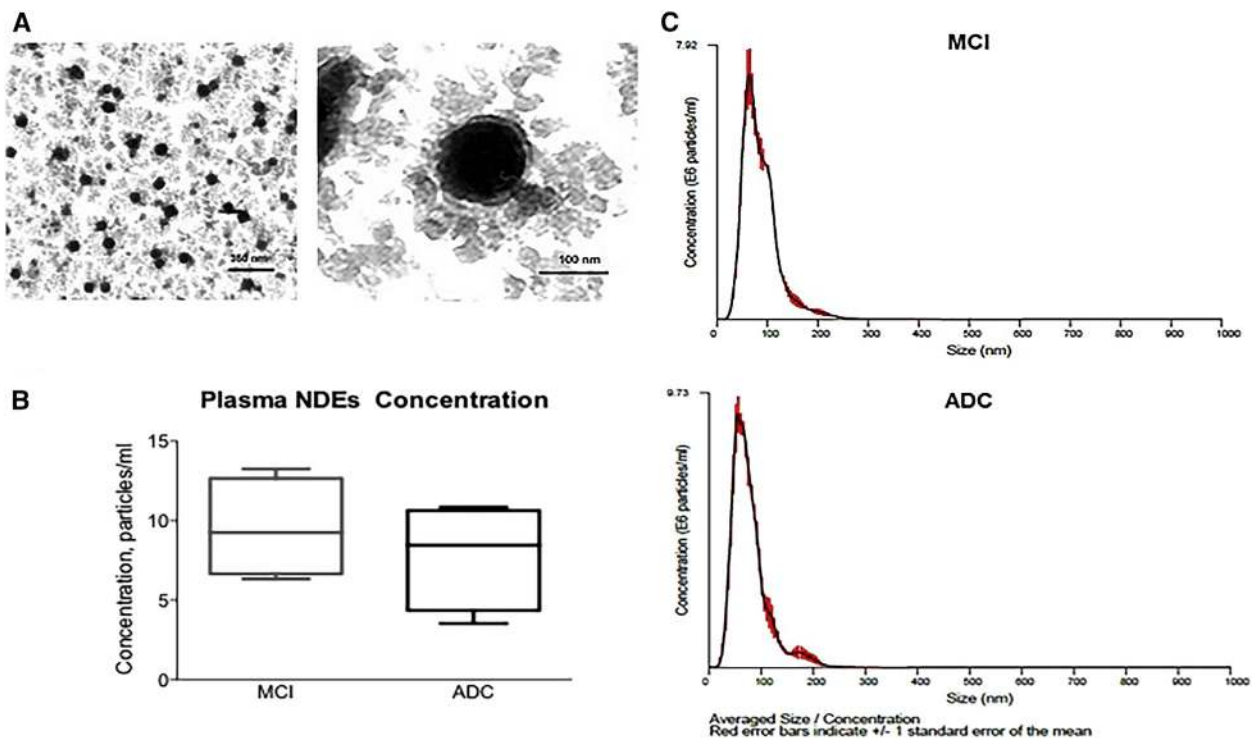 A
350 nm
100 nm
B
Plasma NDEs Concentration
Concentration, particles/ml
15
10
5
0
MCI
ADC
C
MCI
7.92
Concentration (E6 particles/ml)
0 100 200 300 400 500 600 700 800 900 1000
Size (nm)
ADC
9.73
Concentration (E6 particles/ml)
0 100 200 300 400 500 600 700 800 900 1000
Size (nm)
Averaged Size / Concentration
Red error bars indicate +/- 1 standard error of the mean